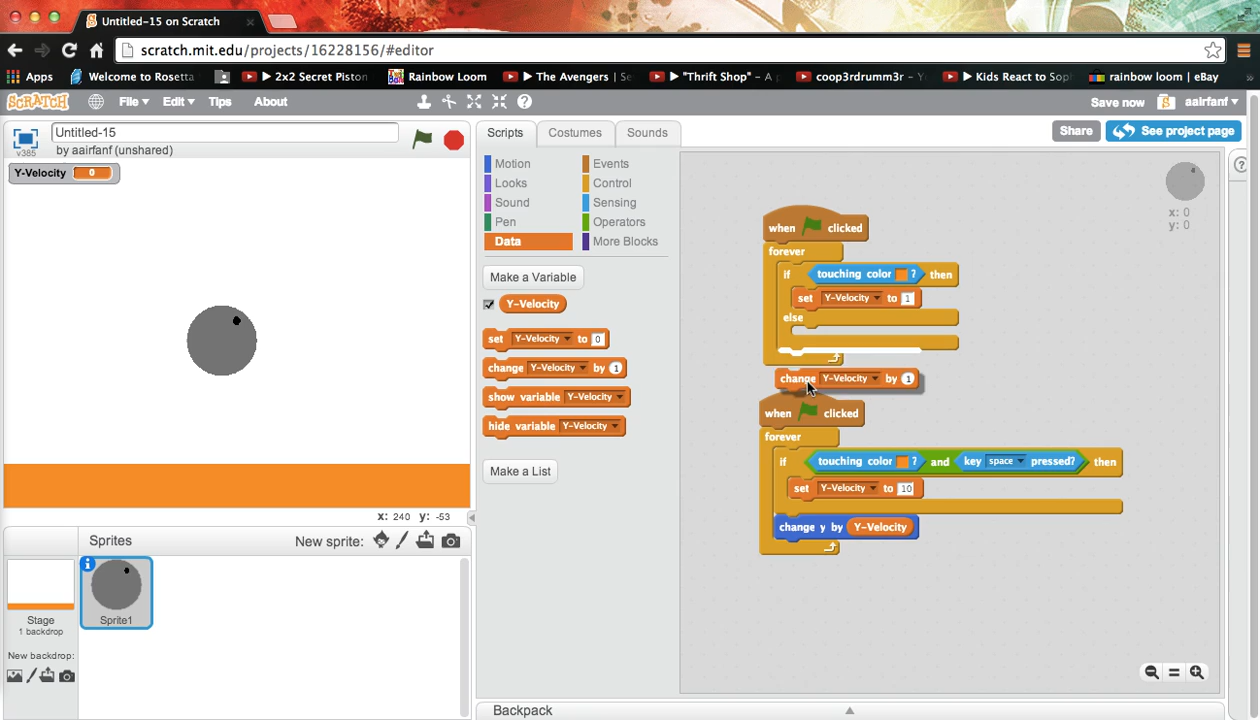 Untitled-15 on Scratch
scratch.mit.edu/projects/16228156/#editor
Apps Welcome to Rosetta 2x2 Secret Piston Rainbow Loom ▶ The Avengers | Se ▶ "Thrift Shop" - A p coop3rdrumm3r - Y ▶ Kids React to Soph rainbow loom | eBay »
SCRATCH File Edit Tips About Save now aairfanf
Untitled-15
by aairfanf (unshared)
v385
Y-Velocity 0
Scripts Costumes Sounds
Share See project page
Motion Events
Looks Control
Sound Sensing
Pen Operators
Data More Blocks
Make a Variable
Y-Velocity
set Y-Velocity to 0
change Y-Velocity by 1
show variable Y-Velocity
hide variable Y-Velocity
Make a List
x: 0
y: 0
when clicked
forever
if touching color ? then
set Y-Velocity to 1
else
change Y-Velocity by 1
when clicked
forever
if touching color ? and key space pressed? then
set Y-Velocity to 10
change y by Y-Velocity
x: 240 y: -53
Sprites New sprite:
Stage
1 backdrop
Sprite1
New backdrop:
Backpack